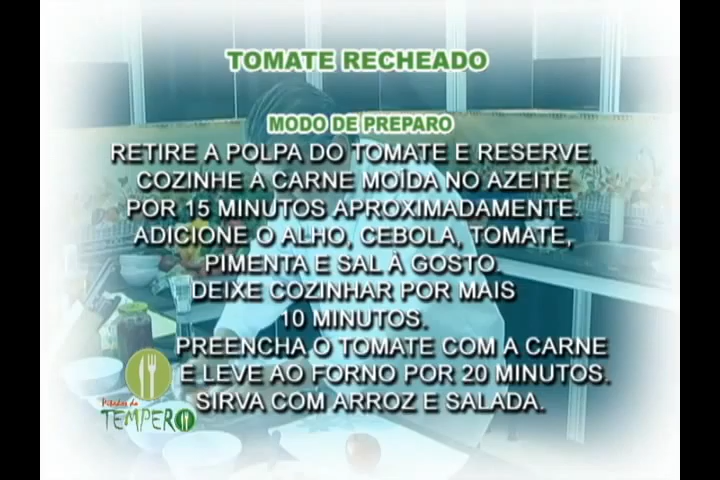 TOMATE RECHEADO
MODO DE PREPARO
RETIRE A POLPA DO TOMATE E RESERVE.
COZINHE A CARNE MOÍDA NO AZEITE
POR 15 MINUTOS APROXIMADAMENTE.
ADICIONE O ALHO, CEBOLA, TOMATE,
PIMENTA E SAL À GOSTO.
DEIXE COZINHAR POR MAIS
10 MINUTOS.
PREENCHA O TOMATE COM A CARNE
E LEVE AO FORNO POR 20 MINUTOS.
SIRVA COM ARROZ E SALADA.
Pitadas do
TEMPERO